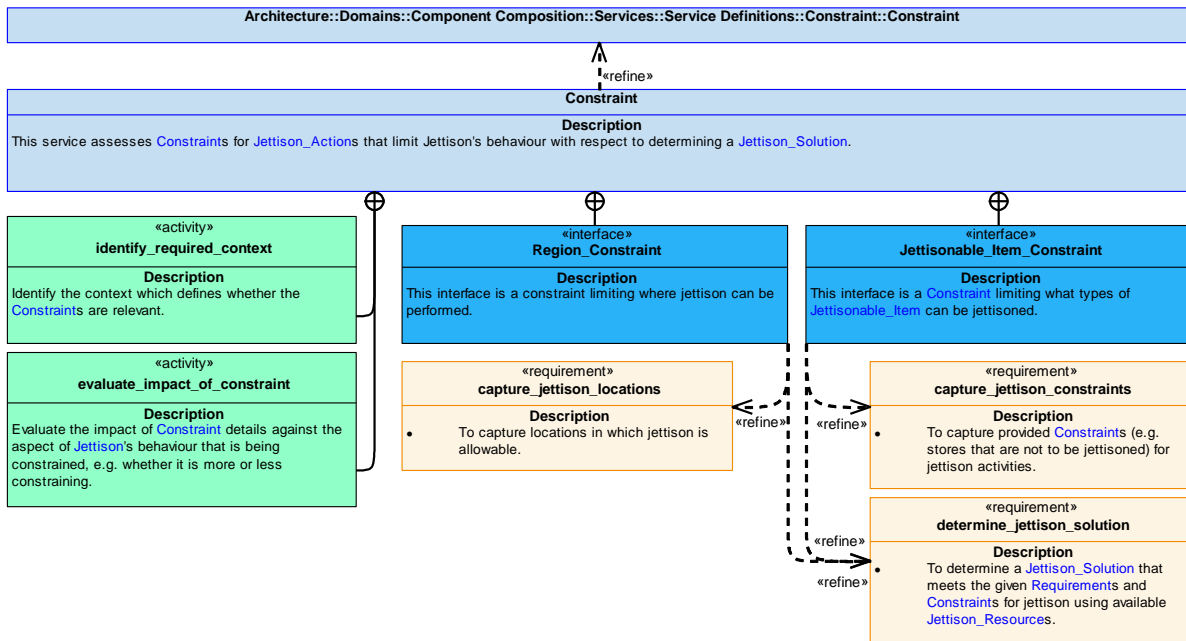 Architecture::Domains::Component Composition::Services::Service Definitions::Constraint::Constraint
«refine»
Constraint
Description
This service assesses Constraints for Jettison_Actions that limit Jettison's behaviour with respect to determining a Jettison_Solution.
«activity»
identify_required_context
Description
Identify the context which defines whether the
Constraints are relevant.
«interface»
Region_Constraint
Description
This interface is a constraint limiting where jettison can be
performed.
«interface»
Jettisonable_Item_Constraint
Description
This interface is a Constraint limiting what types of
Jettisonable_Item can be jettisoned.
«activity»
evaluate_impact_of_constraint
Description
Evaluate the impact of Constraint details against the
aspect of Jettison's behaviour that is being
constrained, e.g. whether it is more or less
constraining.
«requirement»
capture_jettison_locations
Description
• To capture locations in which jettison is
allowable.
«refine»
«refine»
«requirement»
capture_jettison_constraints
Description
• To capture provided Constraints (e.g.
stores that are not to be jettisoned) for
jettison activities.
«refine»
«refine»
«requirement»
determine_jettison_solution
Description
• To determine a Jettison_Solution that
meets the given Requirements and
Constraints for jettison using available
Jettison_Resources.